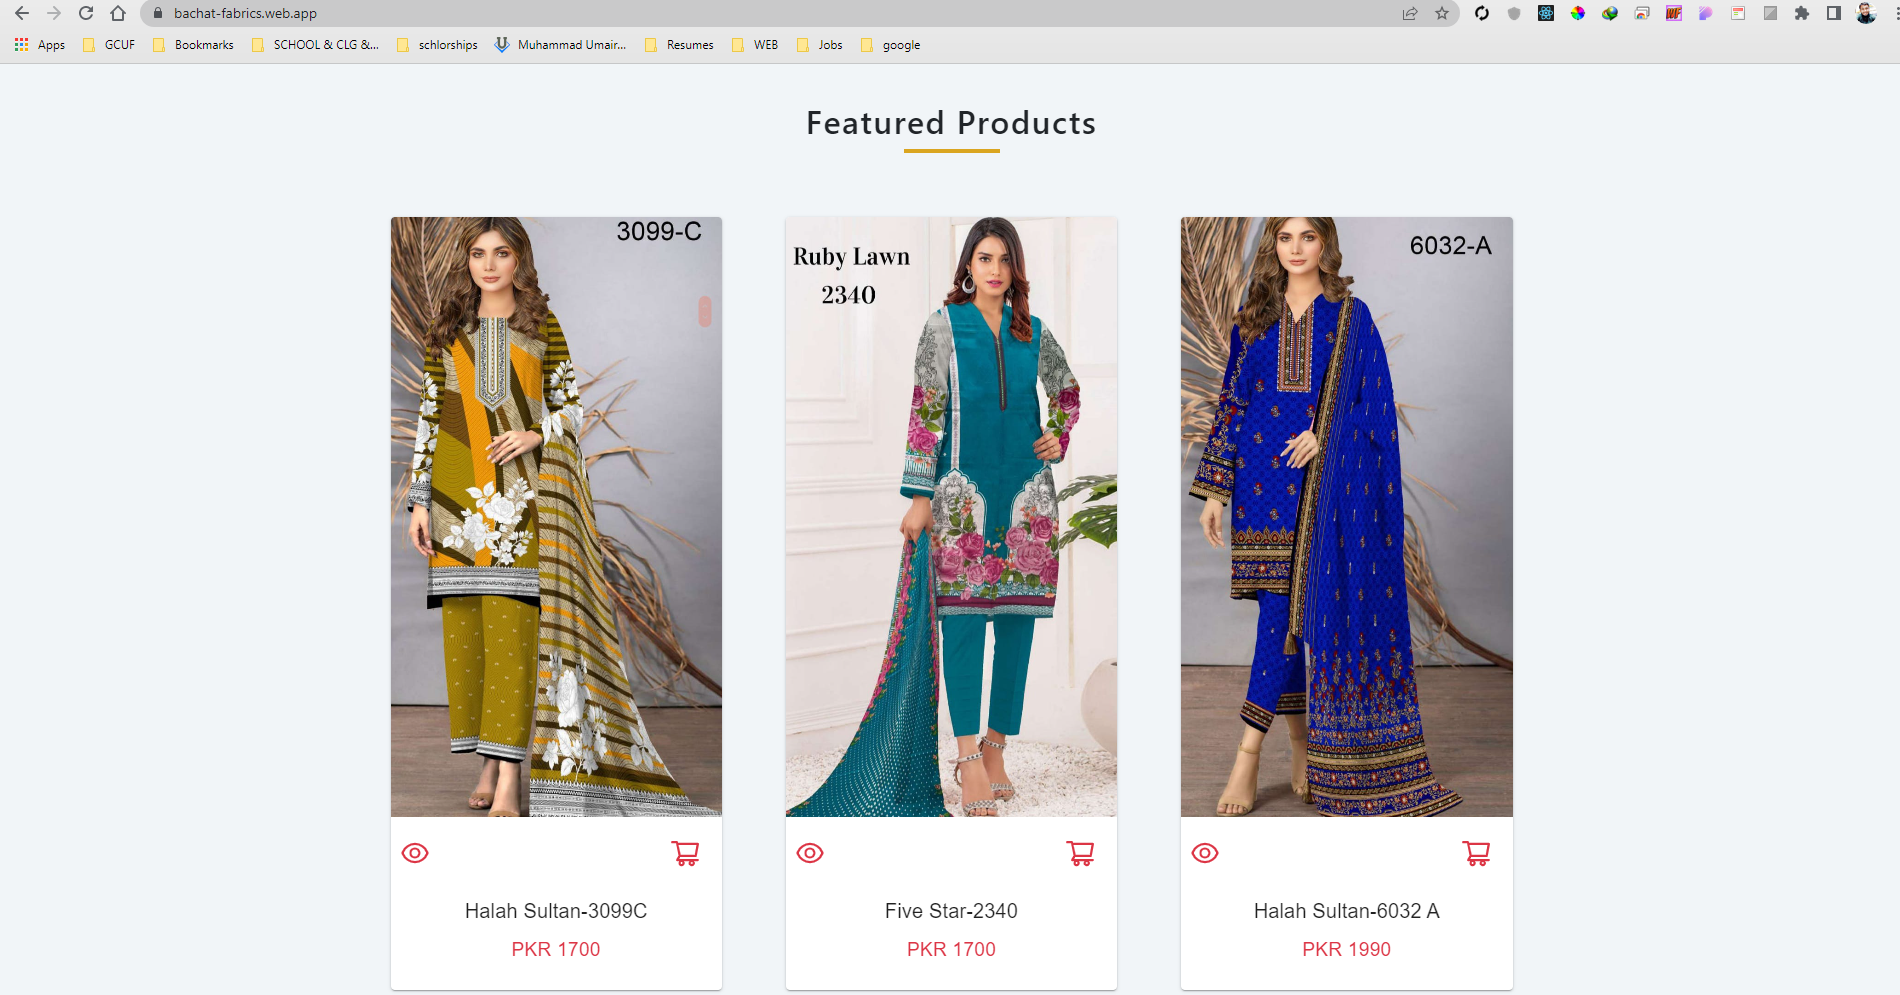 bachat-fabrics.web.app
Apps GCUF Bookmarks SCHOOL & CLG &... schlorships Muhammad Umair... Resumes WEB Jobs google
Featured Products
3099-C
Ruby Lawn
2340
6032-A
Halah Sultan-3099C
PKR 1700
Five Star-2340
PKR 1700
Halah Sultan-6032 A
PKR 1990